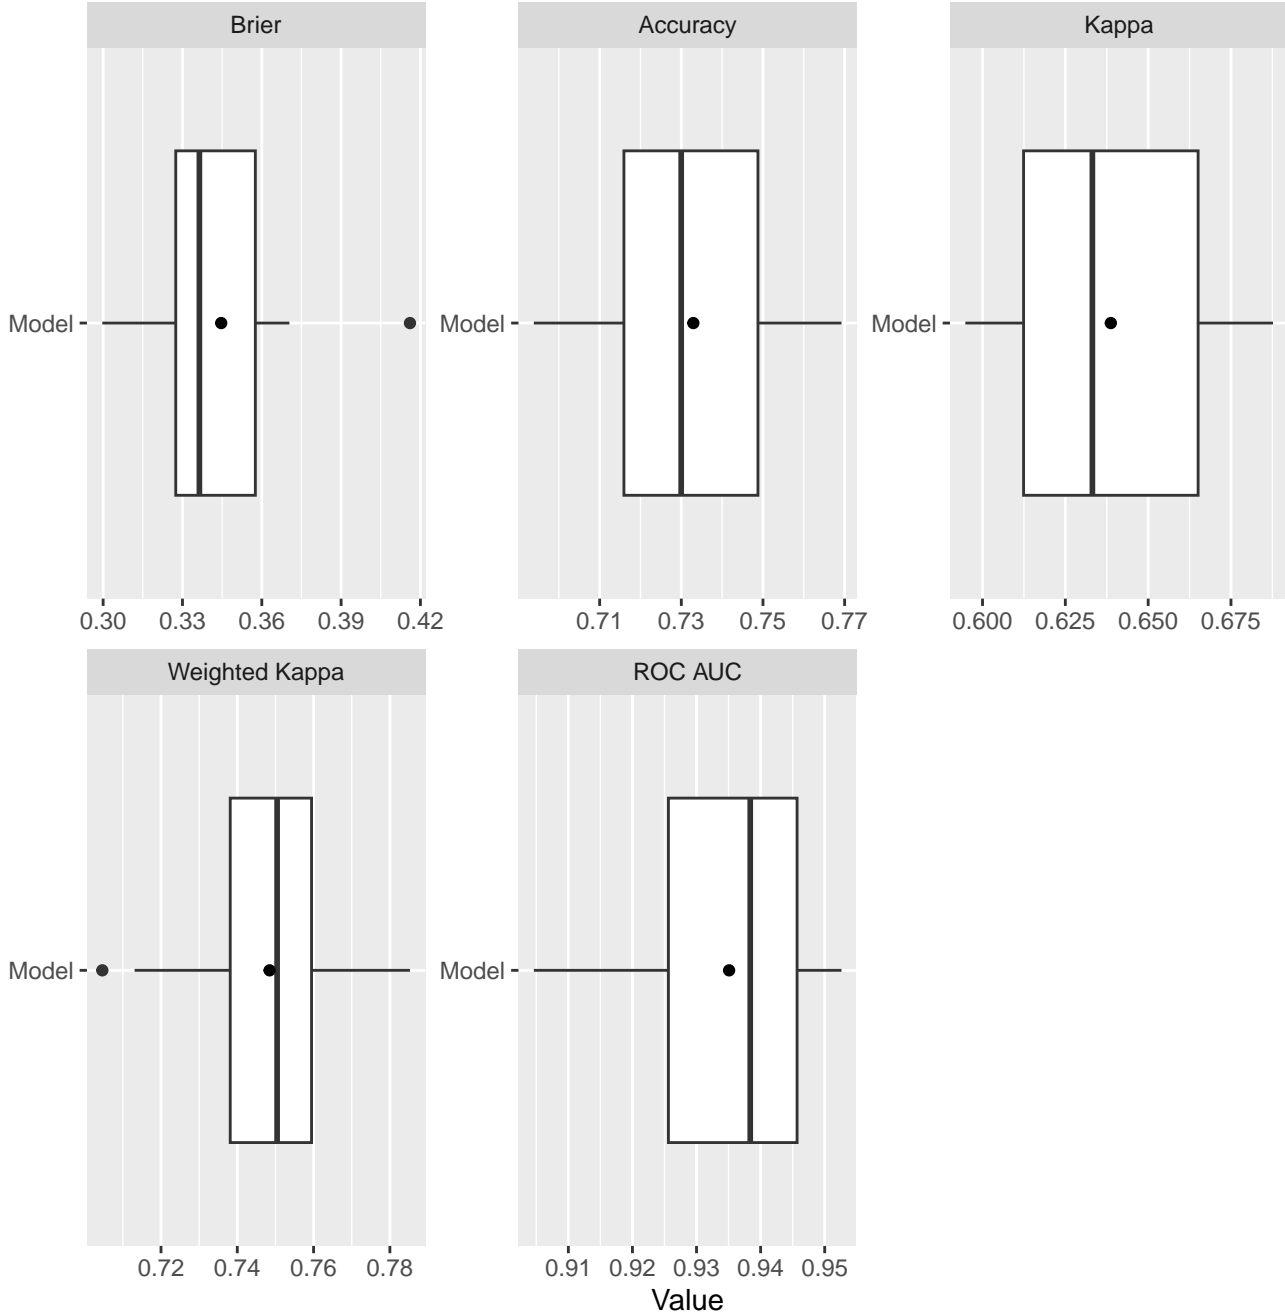 Brier
Accuracy
Kappa
Model
Model
Model
0.30 0.33 0.36 0.39 0.42
0.71 0.73 0.75 0.77
0.600 0.625 0.650 0.675
Weighted Kappa
ROC AUC
Model
Model
0.72 0.74 0.76 0.78
0.91 0.92 0.93 0.94 0.95
Value